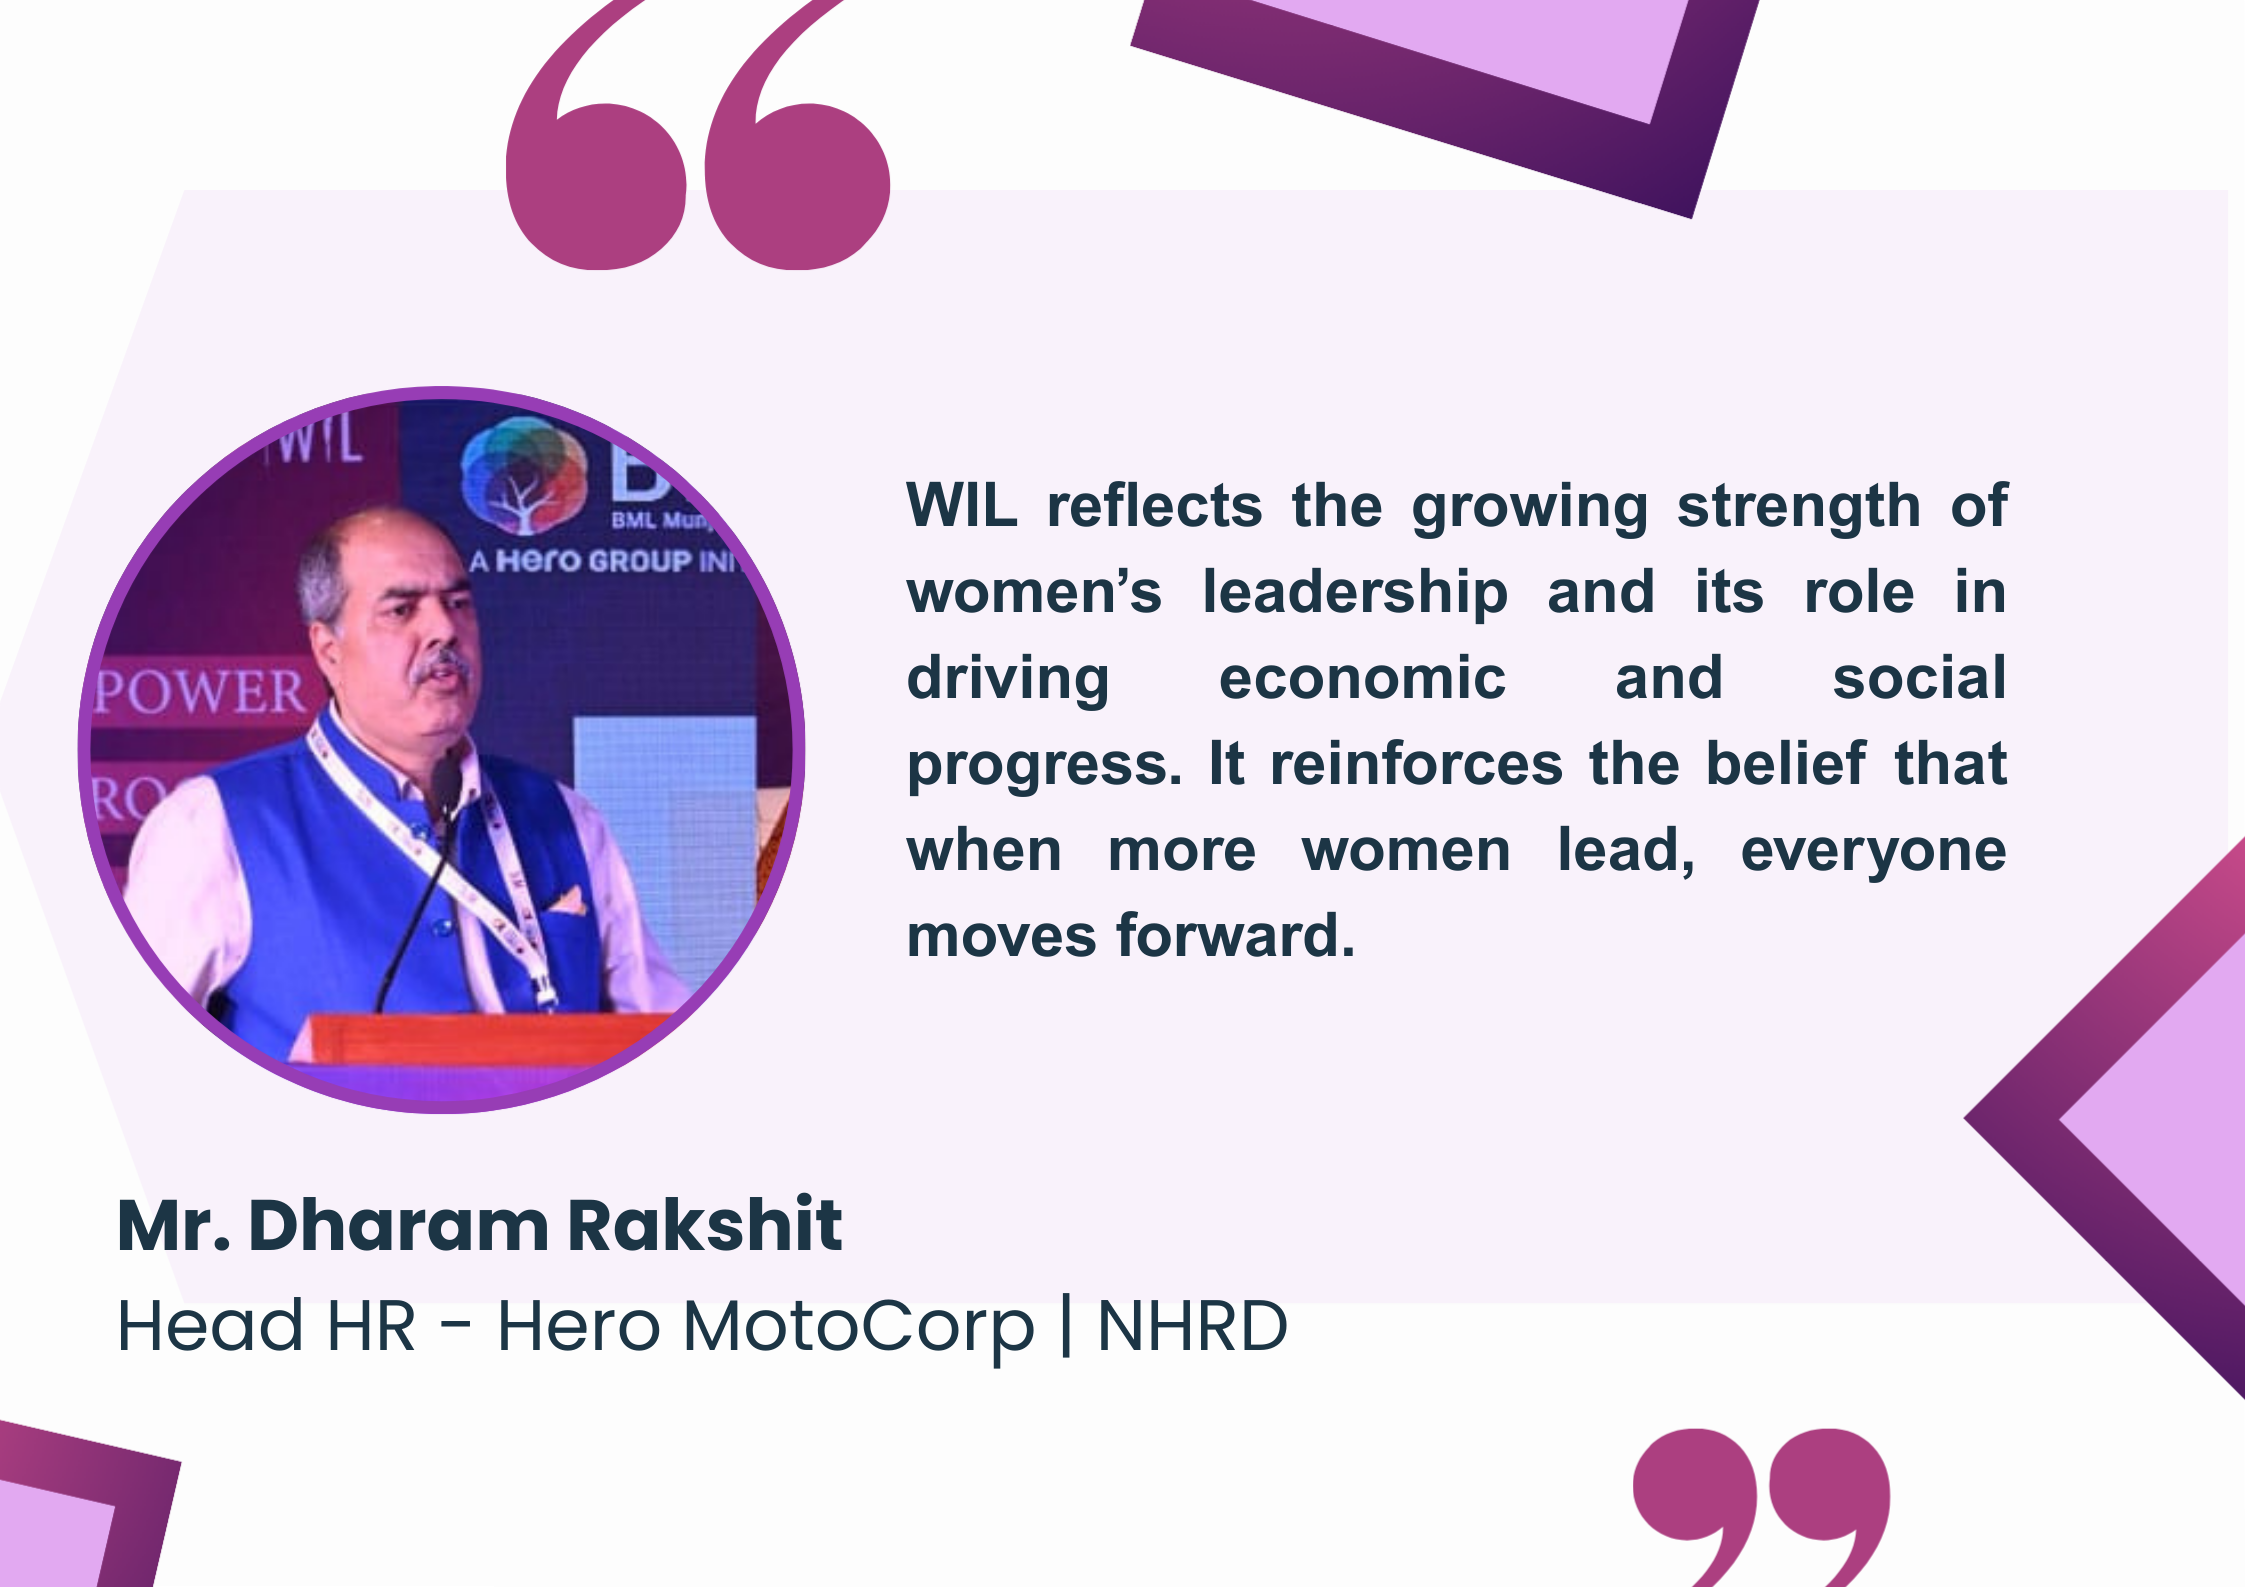 WIL
BML
A Hero GROUP
POWER
WIL reflects the growing strength of
women’s leadership and its role in
driving economic and social
progress. It reinforces the belief that
when more women lead, everyone
moves forward.
Mr. Dharam Rakshit
Head HR - Hero MotoCorp | NHRD